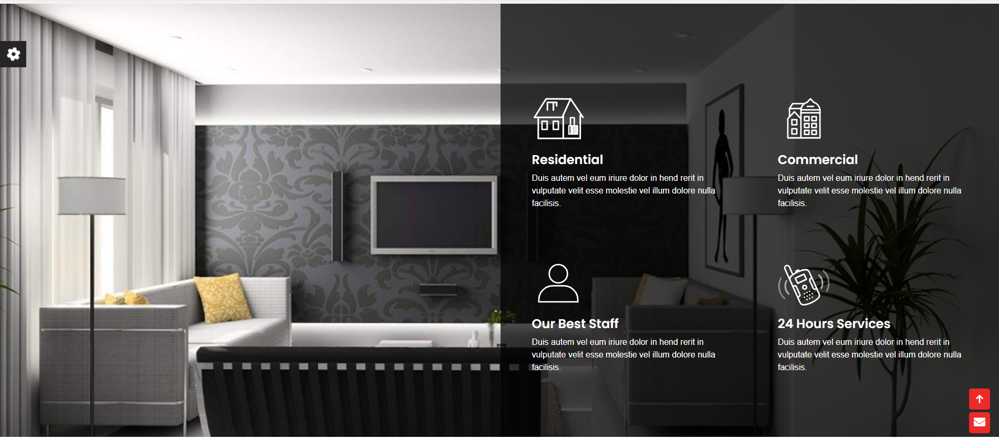 Residential
Duis autem vel eum iriure dolor in hend rerit in
vulputate velit esse molestie vel illum dolore nulla
facilisis.
Commercial
Duis autem vel eum iriure dolor in hend rerit in
vulputate velit esse molestie vel illum dolore nulla
facilisis.
Our Best Staff
Duis autem vel eum iriure dolor in hend rerit in
vulputate velit esse molestie vel illum dolore nulla
facilisis.
24 Hours Services
Duis autem vel eum iriure dolor in hend rerit in
vulputate velit esse molestie vel illum dolore nulla
facilisis.